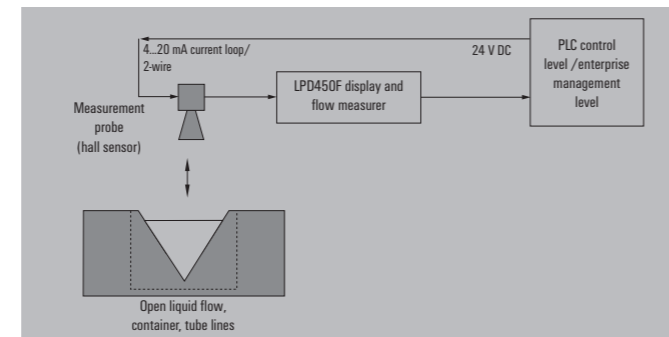 4...20 mA current loop/
2-wire
24 V DC
PLC control
level /enterprise
management
level
LPD450F display and
flow measurer
Measurement
probe
(hall sensor)
Open liquid flow,
container, tube lines